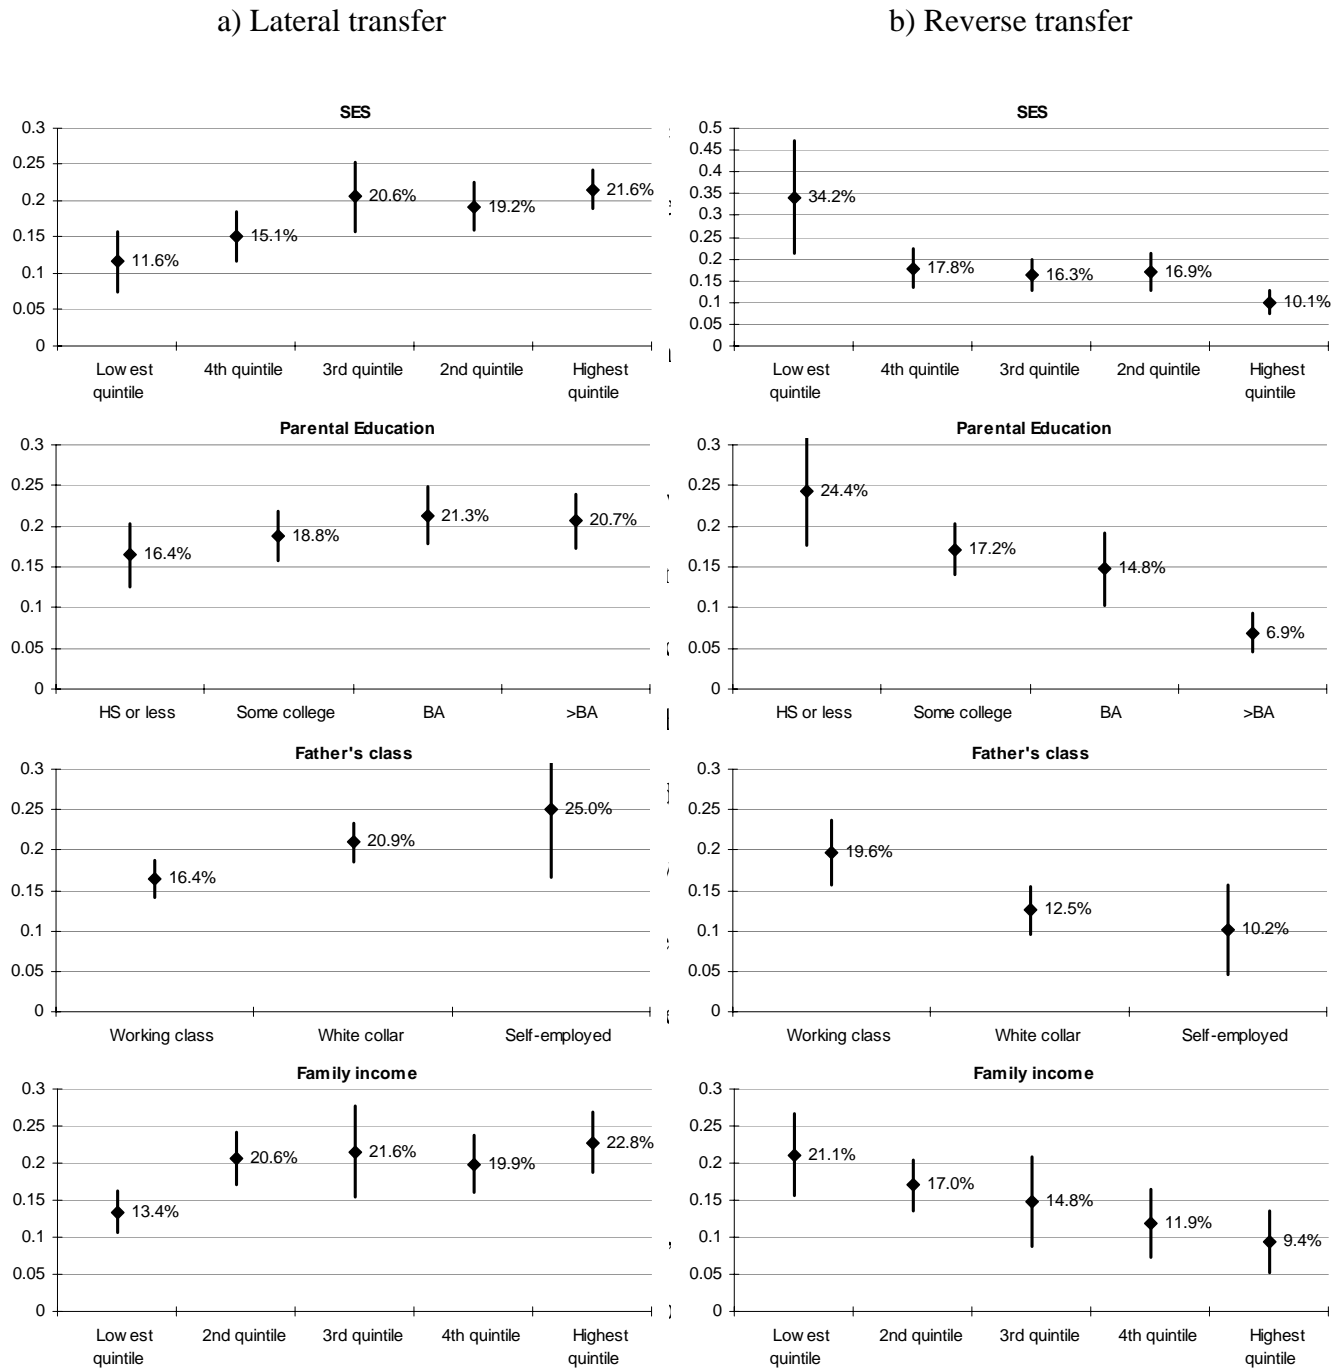 a) Lateral transfer
b) Reverse transfer
SES
0.3
0.25
0.2
0.15
0.1
0.05
0
11.6%
15.1%
20.6%
19.2%
21.6%
Lowest quintile
4th quintile
3rd quintile
2nd quintile
Highest quintile
SES
0.5
0.45
0.4
0.35
0.3
0.25
0.2
0.15
0.1
0.05
0
34.2%
17.8%
16.3%
16.9%
10.1%
Lowest quintile
4th quintile
3rd quintile
2nd quintile
Highest quintile
Parental Education
0.3
0.25
0.2
0.15
0.1
0.05
0
16.4%
18.8%
21.3%
20.7%
HS or less
Some college
BA
>BA
Parental Education
0.3
0.25
0.2
0.15
0.1
0.05
0
24.4%
17.2%
14.8%
6.9%
HS or less
Some college
BA
>BA
Father's class
0.3
0.25
0.2
0.15
0.1
0.05
0
16.4%
20.9%
25.0%
Working class
White collar
Self-employed
Father's class
0.3
0.25
0.2
0.15
0.1
0.05
0
19.6%
12.5%
10.2%
Working class
White collar
Self-employed
Family income
0.3
0.25
0.2
0.15
0.1
0.05
0
13.4%
20.6%
21.6%
19.9%
22.8%
Lowest quintile
2nd quintile
3rd quintile
4th quintile
Highest quintile
Family income
0.3
0.25
0.2
0.15
0.1
0.05
0
21.1%
17.0%
14.8%
11.9%
9.4%
Lowest quintile
2nd quintile
3rd quintile
4th quintile
Highest quintile